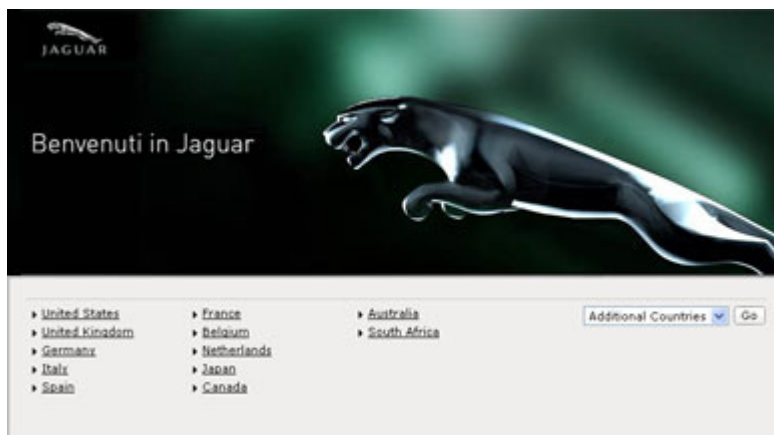 JAGUAR
Benvenuti in Jaguar
United States
United Kingdom
Germany
Italy
Spain
France
Belgium
Netherlands
Japan
Canada
Australia
South Africa
Additional Countries
Go